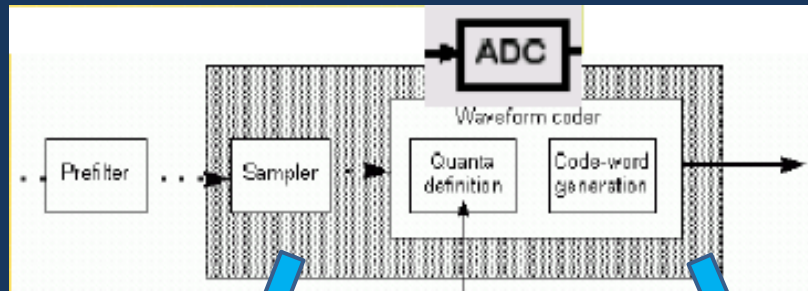 ADC
Waveform coder
Prefilter
Sampler
Quanta
definition
Code-word
generation